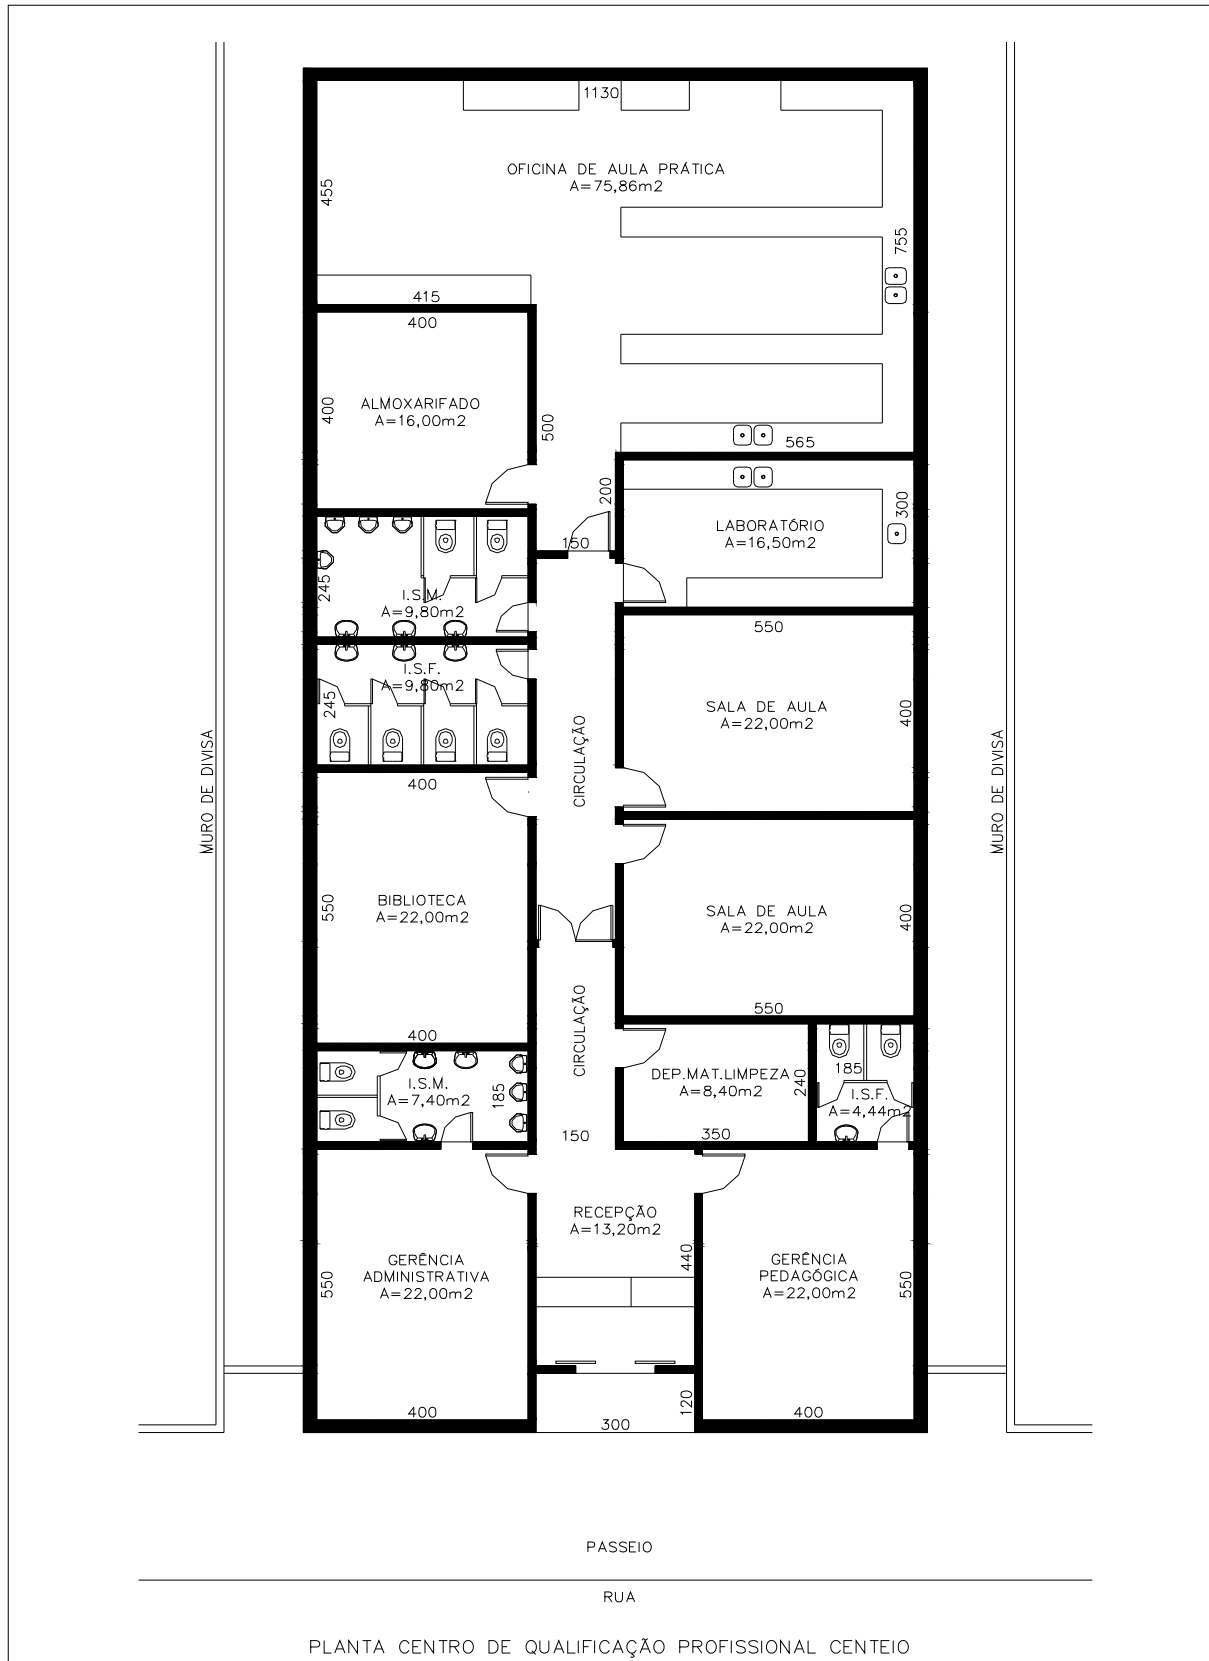 1130
OFICINA DE AULA PRÁTICA
A=75,86m2
455
755
415
400
ALMOXARIFADO
A=16,00m2
400
500
565
200
300
LABORATÓRIO
A=16,50m2
150
245
I.S.M.
A=9,80m2
550
I.S.F.
A=9,80m2
245
SALA DE AULA
A=22,00m2
400
CIRCULAÇÃO
MURO DE DIVISA
MURO DE DIVISA
400
BIBLIOTECA
A=22,00m2
550
SALA DE AULA
A=22,00m2
400
550
CIRCULAÇÃO
400
I.S.M.
A=7,40m2
185
DEP.MAT.LIMPEZA
A=8,40m2
240
185
I.S.F.
A=4,44m2
150
350
RECEPÇÃO
A=13,20m2
440
GERÊNCIA
ADMINISTRATIVA
A=22,00m2
550
GERÊNCIA
PEDAGÓGICA
A=22,00m2
550
120
400
300
400
PASSEIO
RUA
PLANTA CENTRO DE QUALIFICAÇÃO PROFISSIONAL CENTEIO